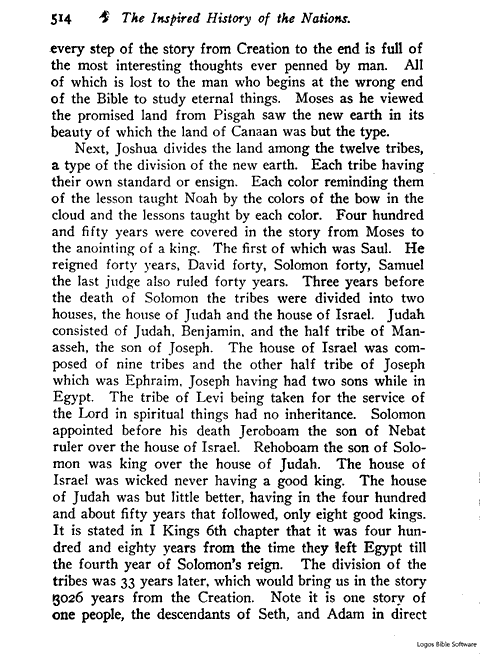 514 The Inspired History of the Nations.
every step of the story from Creation to the end is full of
the most interesting thoughts ever penned by man. All
of which is lost to the man who begins at the wrong end
of the Bible to study eternal things. Moses as he viewed
the promised land from Pisgah saw the new earth in its
beauty of which the land of Canaan was but the type.
Next, Joshua divides the land among the twelve tribes,
a type of the division of the new earth. Each tribe having
their own standard or ensign. Each color reminding them
of the lesson taught Noah by the colors of the bow in the
cloud and the lessons taught by each color. Four hundred
and fifty years were covered in the story from Moses to
the anointing of a king. The first of which was Saul. He
reigned forty years, David forty, Solomon forty, Samuel
the last judge also ruled forty years. Three years before
the death of Solomon the tribes were divided into two
houses, the house of Judah and the house of Israel. Judah
consisted of Judah, Benjamin, and the half tribe of Man-
asseh, the son of Joseph. The house of Israel was com-
posed of nine tribes and the other half tribe of Joseph
which was Ephraim, Joseph having had two sons while in
Egypt. The tribe of Levi being taken for the service of
the Lord in spiritual things had no inheritance. Solomon
appointed before his death Jeroboam the son of Nebat
ruler over the house of Israel. Rehoboam the son of Solo-
mon was king over the house of Judah. The house of
Israel was wicked never having a good king. The house
of Judah was but little better, having in the four hundred
and about fifty years that followed, only eight good kings.
It is stated in I Kings 6th chapter that it was four hun-
dred and eighty years from the time they left Egypt till
the fourth year of Solomon's reign. The division of the
tribes was 33 years later, which would bring us in the story
3026 years from the Creation. Note it is one story of
one people, the descendants of Seth, and Adam in direct
Logos Bible Software